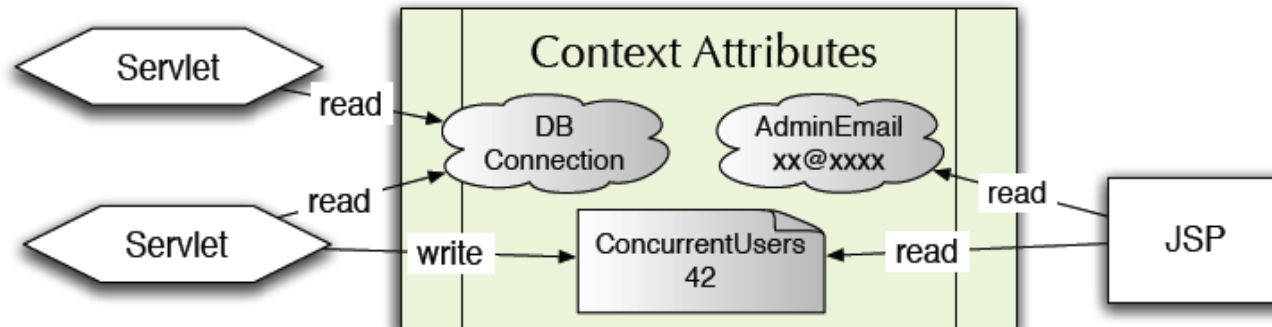 Context Attributes
Servlet
read
DB
Connection
AdminEmail
xx@xxxx
read
read
Servlet
write
ConcurrentUsers
42
read
JSP